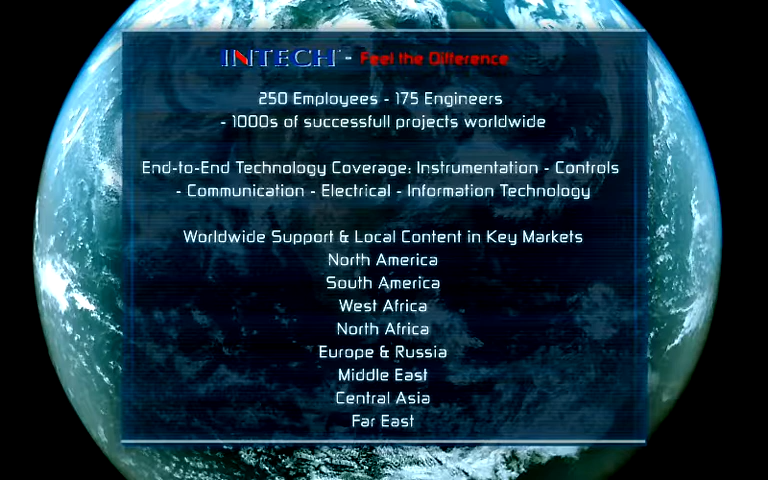 INTECH - Feel the Difference
250 Employees - 175 Engineers
- 1000s of successfull projects worldwide
End-to-End Technology Coverage: Instrumentation - Controls
- Communication - Electrical - Information Technology
Worldwide Support & Local Content in Key Markets
North America
South America
West Africa
North Africa
Europe & Russia
Middle East
Central Asia
Far East